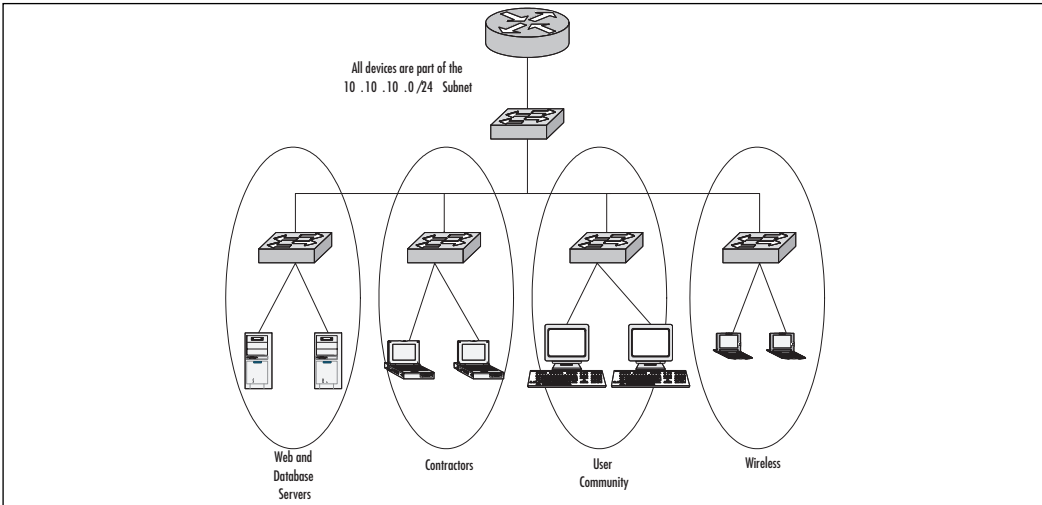 All devices are part of the
10 .10 .10 .0 /24 Subnet
Web and
Database
Servers
Contractors
User
Community
Wireless